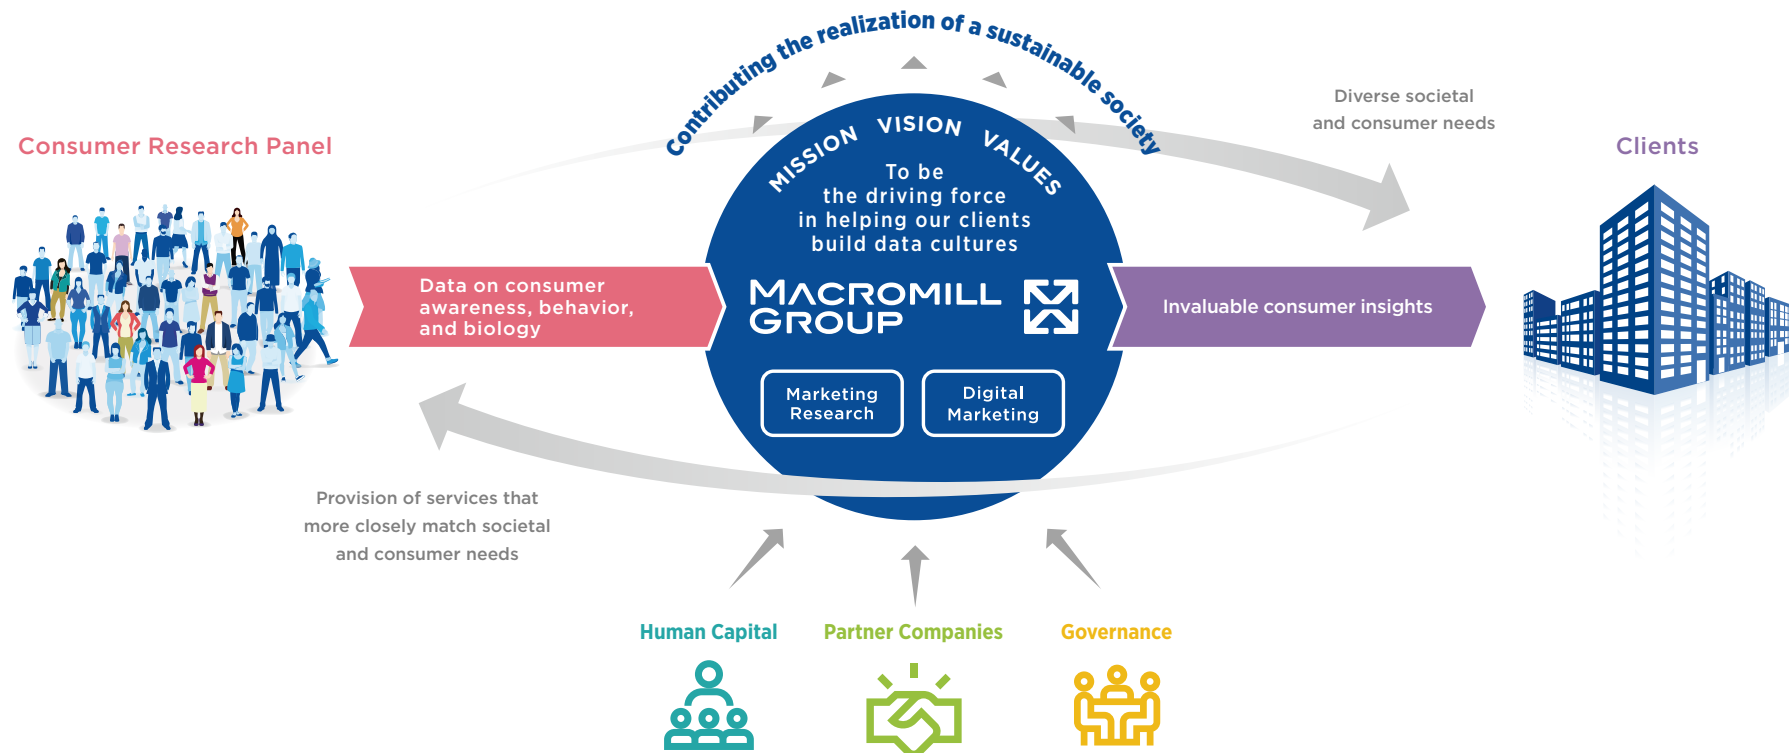 Contributing the realization of a sustainable society
Diverse societal
and consumer needs
Consumer Research Panel
Clients
MISSION VISION VALUES
To be
the driving force
in helping our clients
build data cultures
Data on consumer
awareness, behavior,
and biology
MACROMILL
GROUP
Invaluable consumer insights
Marketing
Research
Digital
Marketing
Provision of services that
more closely match societal
and consumer needs
Human Capital
Partner Companies
Governance